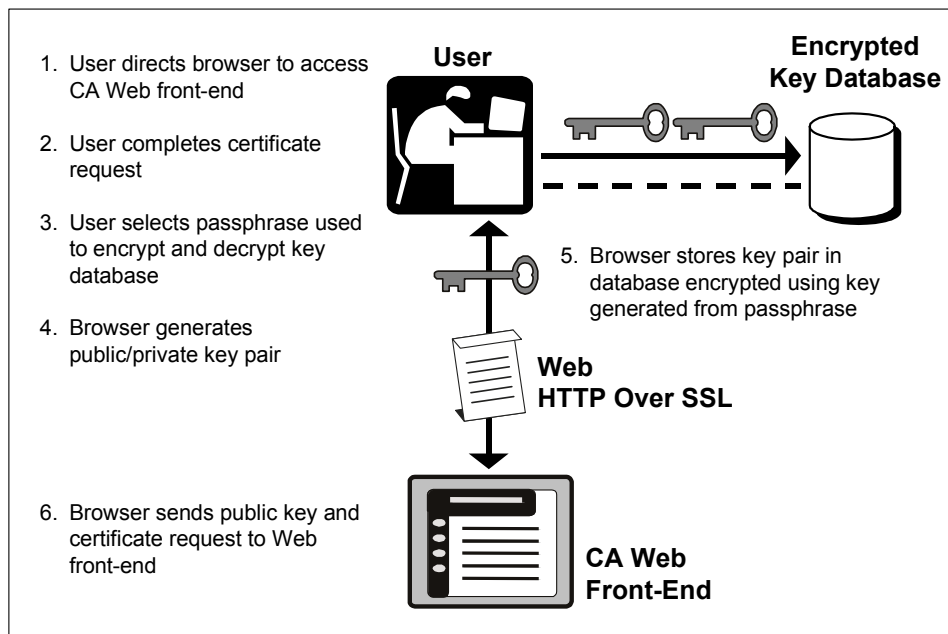 1. User directs browser to access
CA Web front-end
2. User completes certificate
request
3. User selects passphrase used
to encrypt and decrypt key
database
4. Browser generates
public/private key pair
User
Encrypted
Key Database
5. Browser stores key pair in
database encrypted using key
generated from passphrase
Web
HTTP Over SSL
6. Browser sends public key and
certificate request to Web
front-end
CA Web
Front-End